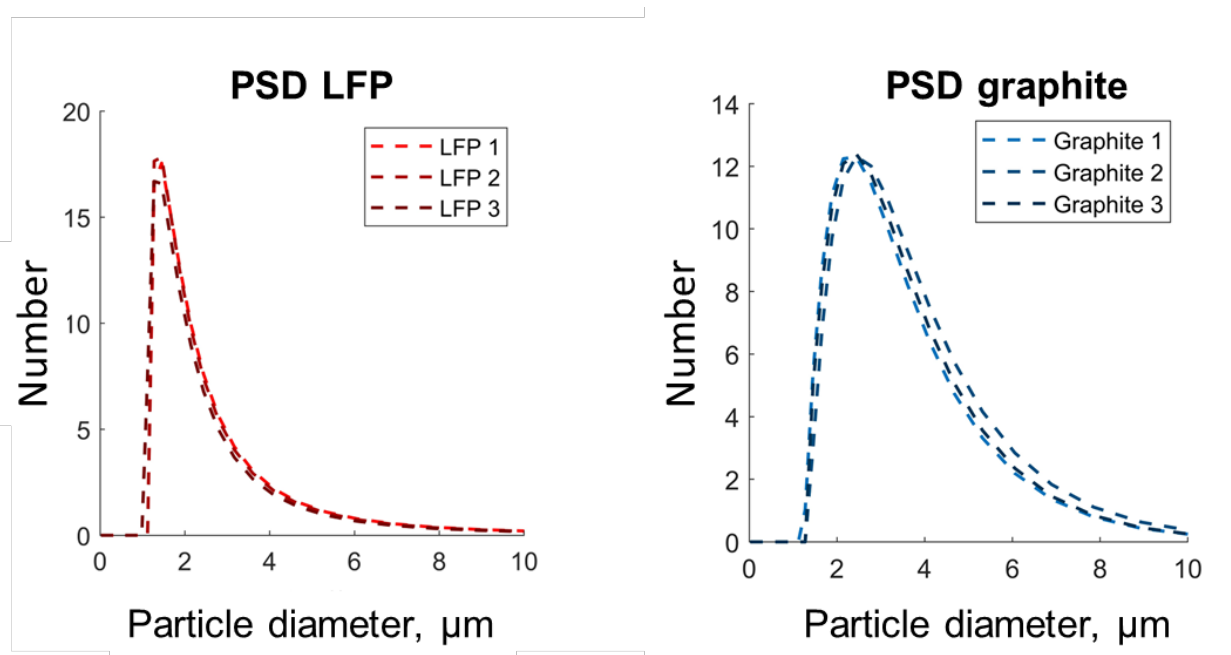 PSD LFP
20
15
10
5
0
0 2 4 6 8 10
LFP 1
LFP 2
LFP 3
Number
Particle diameter, μm
PSD graphite
14
12
10
8
6
4
2
0
0 2 4 6 8 10
Graphite 1
Graphite 2
Graphite 3
Number
Particle diameter, μm